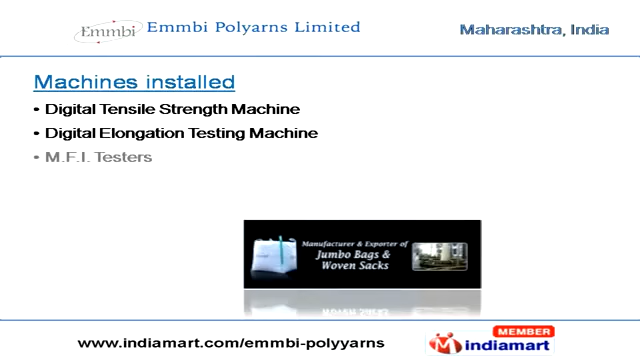 Emmbi
Emmbi Polyarns Limited
Maharashtra, India
Machines installed
• Digital Tensile Strength Machine
• Digital Elongation Testing Machine
• M.F.I. Testers
Manufacturer & Exporter of
Jumbo Bags &
Woven Sacks
www.indiamart.com/emmbi-polyyarns
MEMBER
indiamart